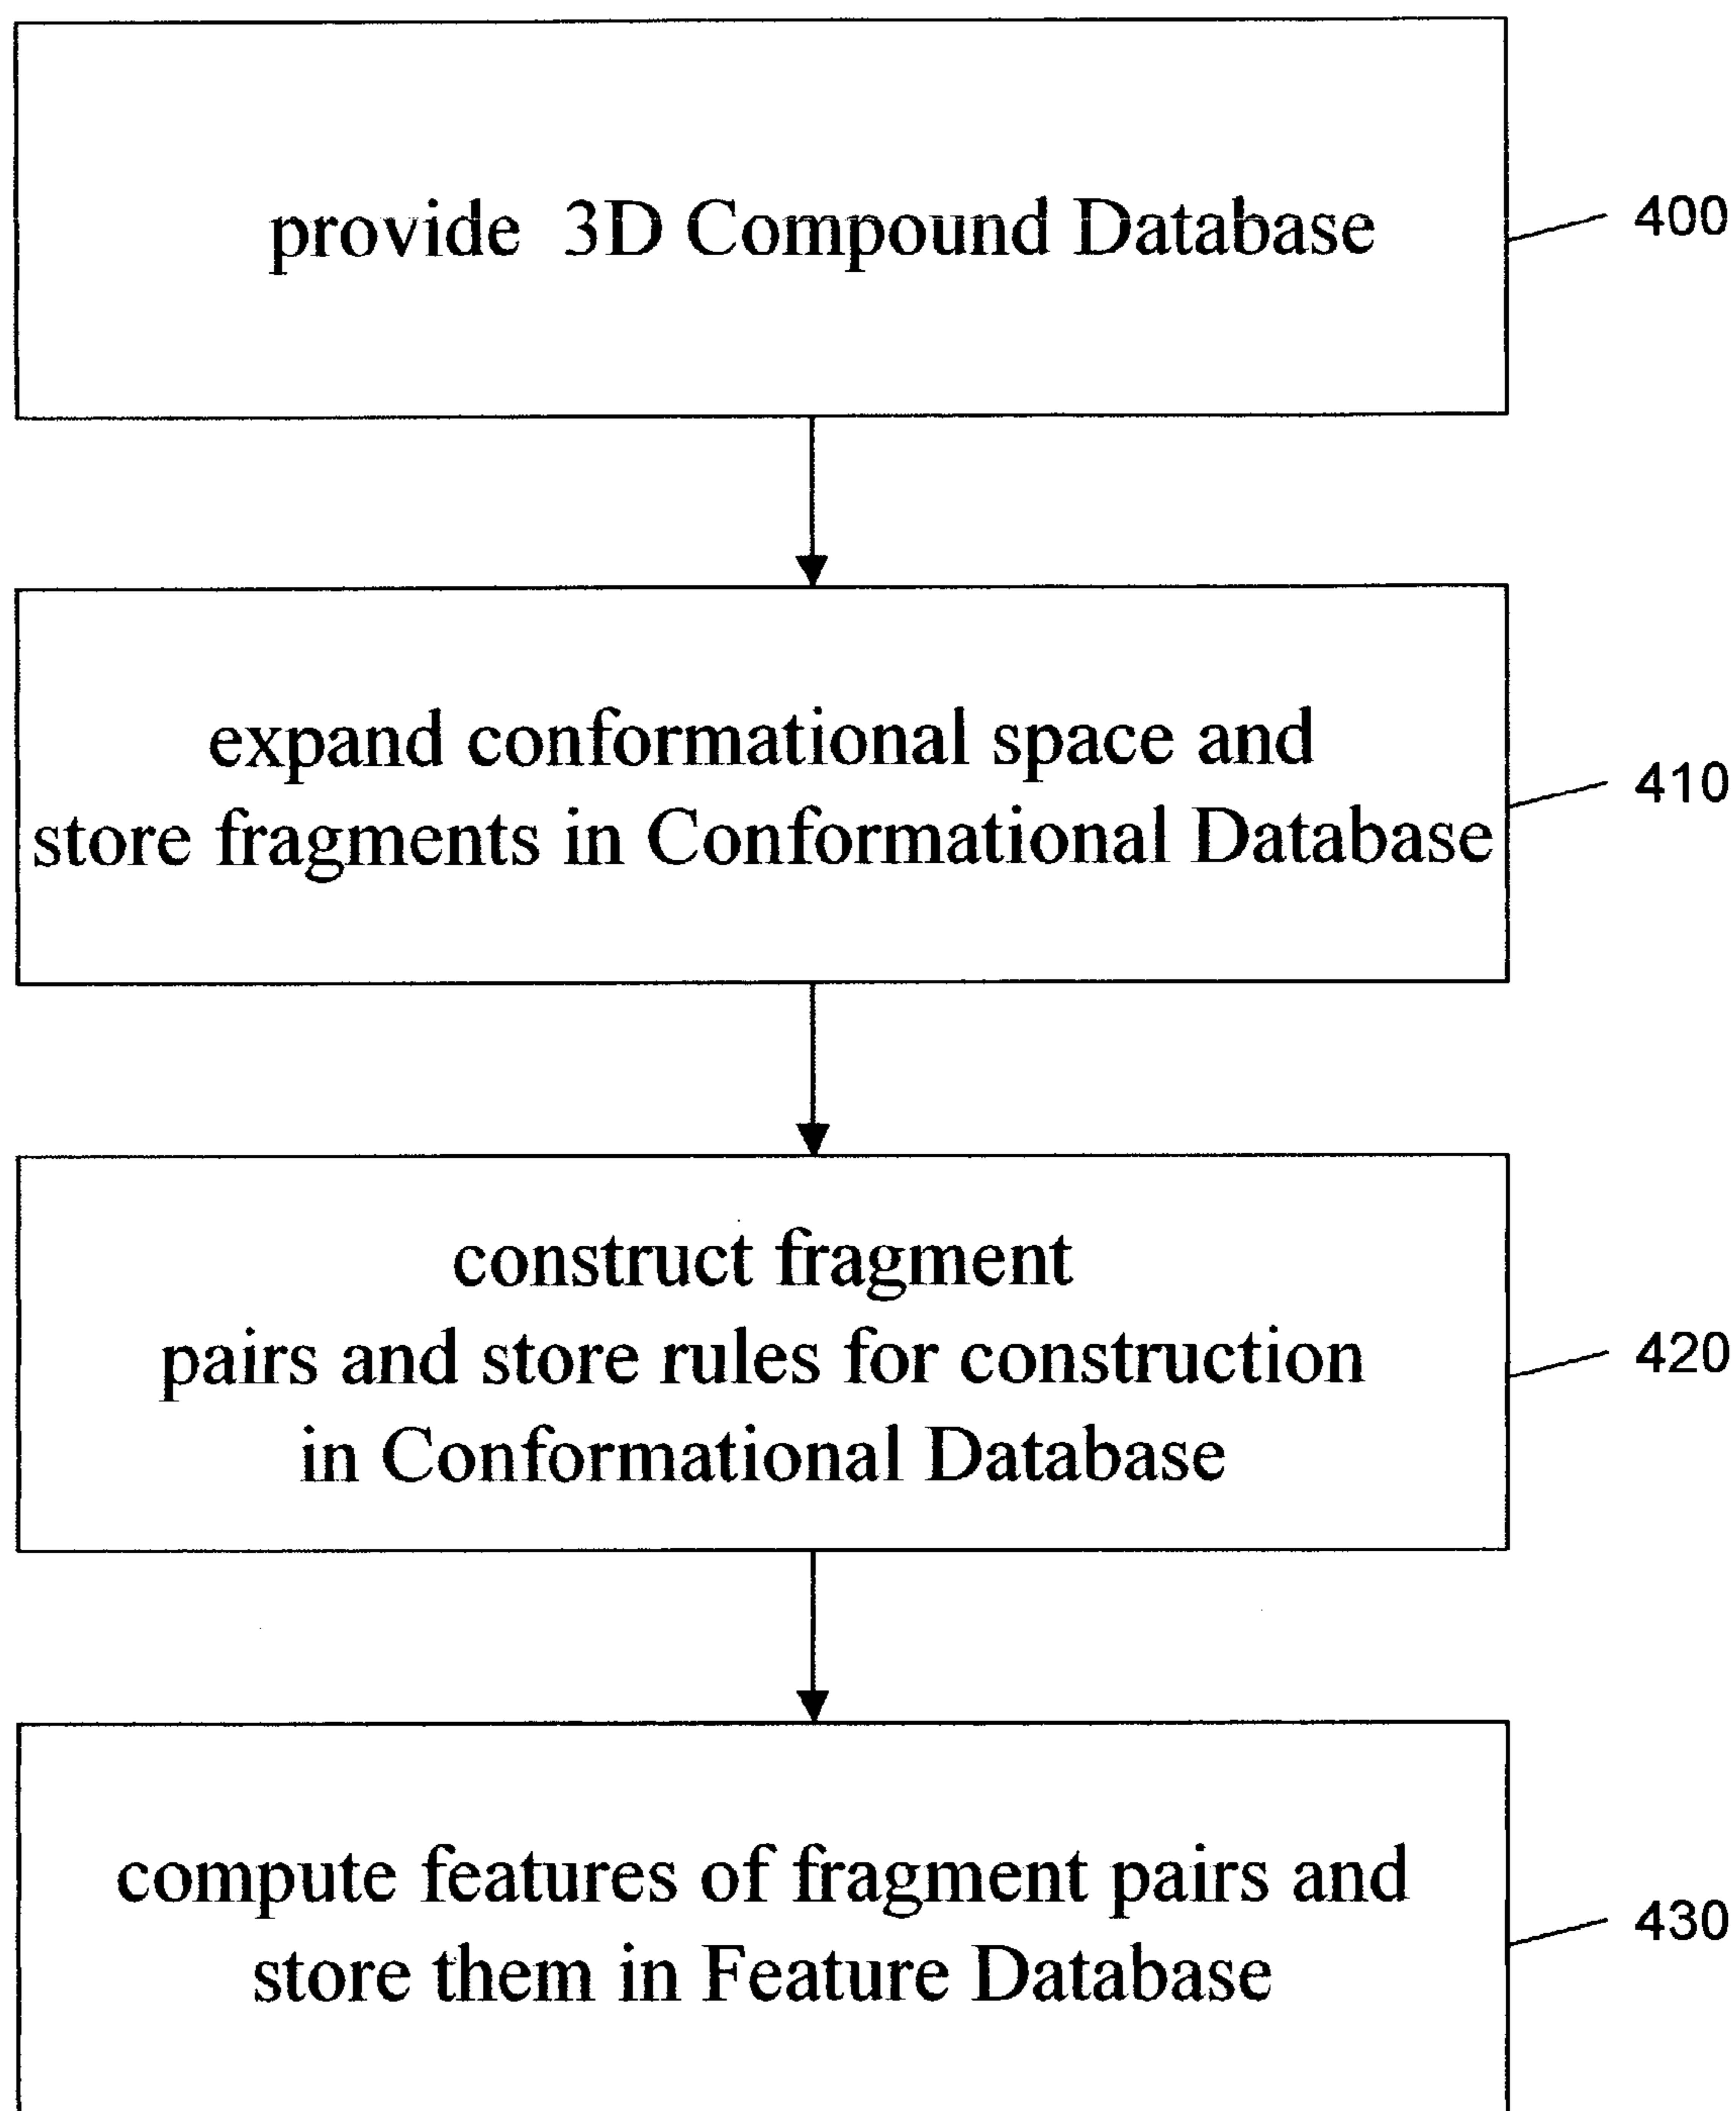 provide 3D Compound Database
400
expand conformational space and
store fragments in Conformational Database
410
construct fragment
pairs and store rules for construction
in Conformational Database
420
compute features of fragment pairs and
store them in Feature Database
430